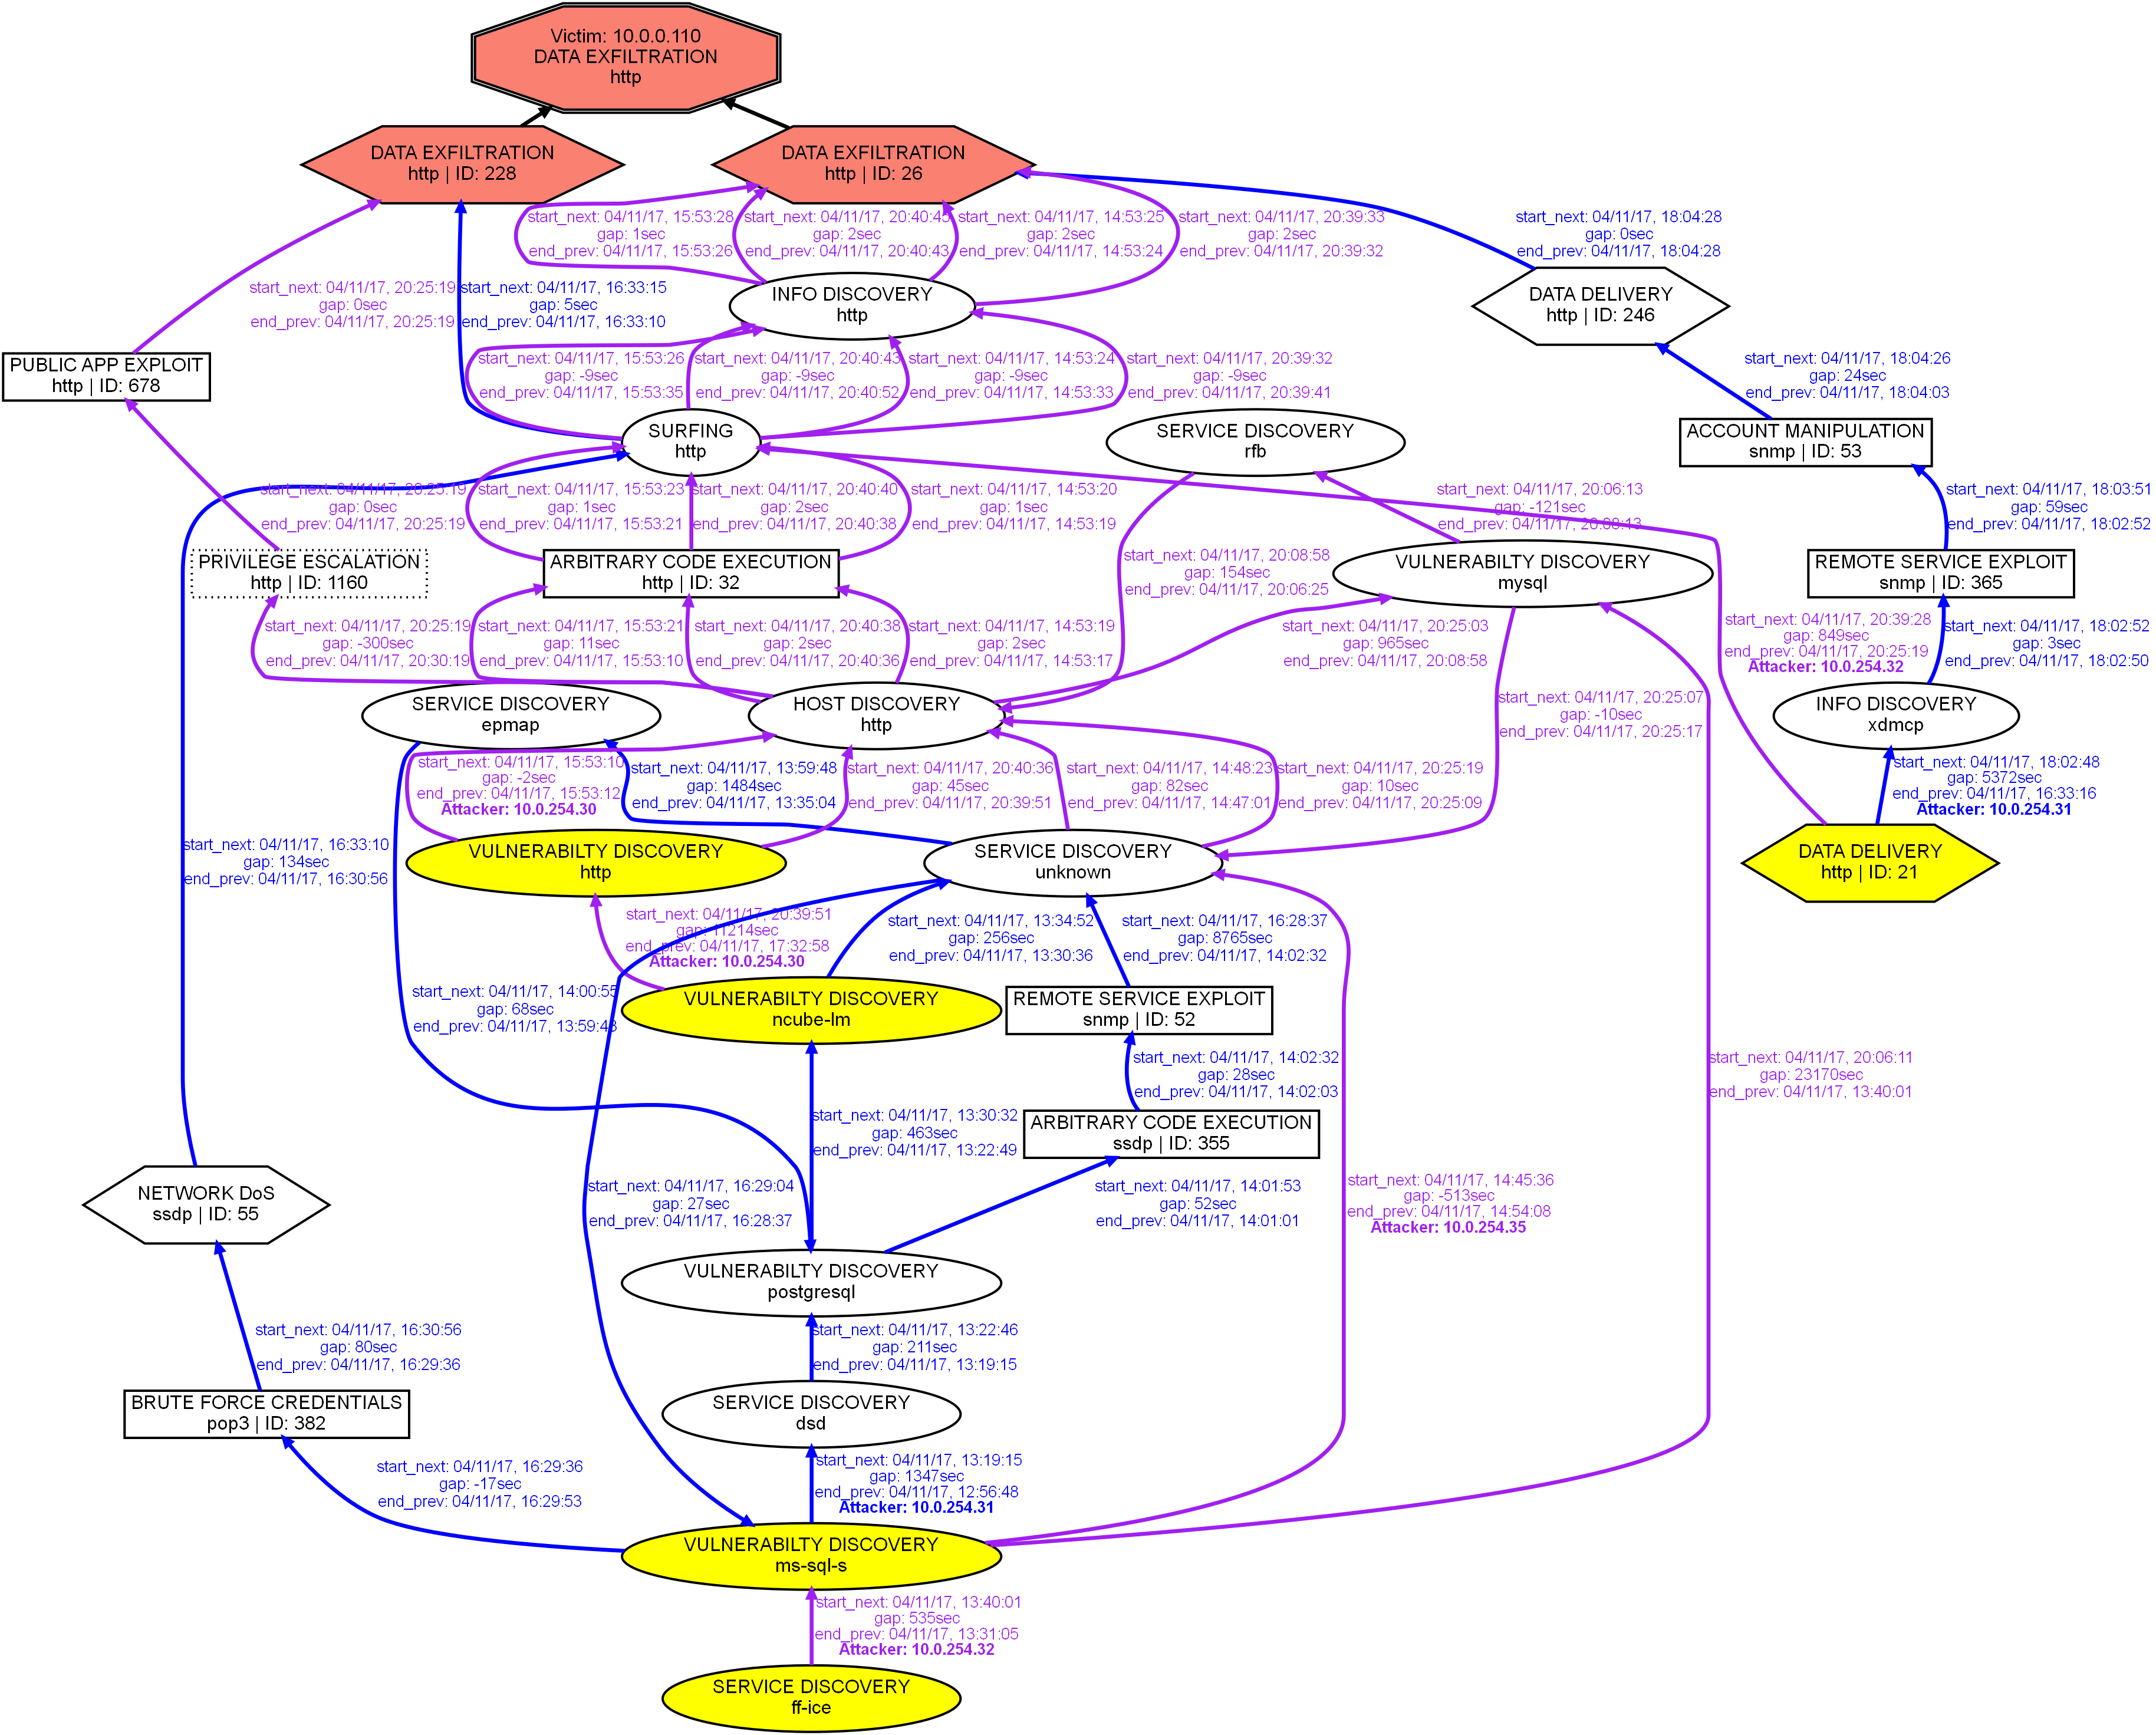 Victim: 10.0.0.110
DATA EXFILTRATION
http
DATA EXFILTRATION
http | ID: 228
DATA EXFILTRATION
http | ID: 26
start_next: 04/11/17, 15:53:28
gap: 1sec
end_prev: 04/11/17, 15:53:26
start_next: 04/11/17, 20:40:45
gap: 2sec
end_prev: 04/11/17, 20:40:43
start_next: 04/11/17, 14:53:25
gap: 2sec
end_prev: 04/11/17, 14:53:24
start_next: 04/11/17, 20:39:33
gap: 2sec
end_prev: 04/11/17, 20:39:32
start_next: 04/11/17, 18:04:28
gap: 0sec
end_prev: 04/11/17, 18:04:28
start_next: 04/11/17, 20:25:19
gap: 0sec
end_prev: 04/11/17, 20:25:19
start_next: 04/11/17, 16:33:15
gap: 5sec
end_prev: 04/11/17, 16:33:10
INFO DISCOVERY
http
DATA DELIVERY
http | ID: 246
PUBLIC APP EXPLOIT
http | ID: 678
start_next: 04/11/17, 15:53:26
gap: -9sec
end_prev: 04/11/17, 15:53:35
start_next: 04/11/17, 20:40:43
gap: -9sec
end_prev: 04/11/17, 20:40:52
start_next: 04/11/17, 14:53:24
gap: -9sec
end_prev: 04/11/17, 14:53:33
start_next: 04/11/17, 20:39:32
gap: -9sec
end_prev: 04/11/17, 20:39:41
start_next: 04/11/17, 18:04:26
gap: 24sec
end_prev: 04/11/17, 18:04:03
SURFING
http
SERVICE DISCOVERY
rfb
ACCOUNT MANIPULATION
snmp | ID: 53
start_next: 04/11/17, 20:25:19
gap: 0sec
end_prev: 04/11/17, 20:25:19
start_next: 04/11/17, 15:53:23
gap: 1sec
end_prev: 04/11/17, 15:53:21
start_next: 04/11/17, 20:40:40
gap: 2sec
end_prev: 04/11/17, 20:40:38
start_next: 04/11/17, 14:53:20
gap: 1sec
end_prev: 04/11/17, 14:53:19
start_next: 04/11/17, 20:06:13
gap: -121sec
end_prev: 04/11/17, 20:08:13
start_next: 04/11/17, 18:03:51
gap: 59sec
end_prev: 04/11/17, 18:02:52
PRIVILEGE ESCALATION
http | ID: 1160
ARBITRARY CODE EXECUTION
http | ID: 32
start_next: 04/11/17, 20:08:58
gap: 154sec
end_prev: 04/11/17, 20:06:25
VULNERABILTY DISCOVERY
mysql
REMOTE SERVICE EXPLOIT
snmp | ID: 365
start_next: 04/11/17, 20:25:19
gap: -300sec
end_prev: 04/11/17, 20:30:19
start_next: 04/11/17, 15:53:21
gap: 11sec
end_prev: 04/11/17, 15:53:10
start_next: 04/11/17, 20:40:38
gap: 2sec
end_prev: 04/11/17, 20:40:36
start_next: 04/11/17, 14:53:19
gap: 2sec
end_prev: 04/11/17, 14:53:17
start_next: 04/11/17, 20:25:03
gap: 965sec
end_prev: 04/11/17, 20:08:58
start_next: 04/11/17, 20:39:28
gap: 849sec
end_prev: 04/11/17, 20:25:19
Attacker: 10.0.254.32
start_next: 04/11/17, 18:02:52
gap: 3sec
end_prev: 04/11/17, 18:02:50
SERVICE DISCOVERY
epmap
HOST DISCOVERY
http
start_next: 04/11/17, 20:25:07
gap: -10sec
end_prev: 04/11/17, 20:25:17
INFO DISCOVERY
xdmcp
start_next: 04/11/17, 15:53:10
gap: -2sec
end_prev: 04/11/17, 15:53:12
Attacker: 10.0.254.30
start_next: 04/11/17, 13:59:48
gap: 1484sec
end_prev: 04/11/17, 13:35:04
start_next: 04/11/17, 20:40:36
gap: 45sec
end_prev: 04/11/17, 20:39:51
start_next: 04/11/17, 14:48:23
gap: 82sec
end_prev: 04/11/17, 14:47:01
start_next: 04/11/17, 20:25:19
gap: 10sec
end_prev: 04/11/17, 20:25:09
start_next: 04/11/17, 18:02:48
gap: 5372sec
end_prev: 04/11/17, 16:33:16
Attacker: 10.0.254.31
start_next: 04/11/17, 16:33:10
gap: 134sec
end_prev: 04/11/17, 16:30:56
VULNERABILTY DISCOVERY
http
SERVICE DISCOVERY
unknown
DATA DELIVERY
http | ID: 21
start_next: 04/11/17, 20:39:51
gap: 11214sec
end_prev: 04/11/17, 17:32:58
Attacker: 10.0.254.30
start_next: 04/11/17, 13:34:52
gap: 256sec
end_prev: 04/11/17, 13:30:36
start_next: 04/11/17, 16:28:37
gap: 8765sec
end_prev: 04/11/17, 14:02:32
start_next: 04/11/17, 14:00:55
gap: 68sec
end_prev: 04/11/17, 13:59:48
VULNERABILTY DISCOVERY
ncube-lm
REMOTE SERVICE EXPLOIT
snmp | ID: 52
start_next: 04/11/17, 14:02:32
gap: 28sec
end_prev: 04/11/17, 14:02:03
start_next: 04/11/17, 20:06:11
gap: 23170sec
end_prev: 04/11/17, 13:40:01
start_next: 04/11/17, 13:30:32
gap: 463sec
end_prev: 04/11/17, 13:22:49
ARBITRARY CODE EXECUTION
ssdp | ID: 355
NETWORK DoS
ssdp | ID: 55
start_next: 04/11/17, 16:29:04
gap: 27sec
end_prev: 04/11/17, 16:28:37
start_next: 04/11/17, 14:01:53
gap: 52sec
end_prev: 04/11/17, 14:01:01
start_next: 04/11/17, 14:45:36
gap: -513sec
end_prev: 04/11/17, 14:54:08
Attacker: 10.0.254.35
VULNERABILTY DISCOVERY
postgresql
start_next: 04/11/17, 16:30:56
gap: 80sec
end_prev: 04/11/17, 16:29:36
start_next: 04/11/17, 13:22:46
gap: 211sec
end_prev: 04/11/17, 13:19:15
BRUTE FORCE CREDENTIALS
pop3 | ID: 382
SERVICE DISCOVERY
dsd
start_next: 04/11/17, 16:29:36
gap: -17sec
end_prev: 04/11/17, 16:29:53
start_next: 04/11/17, 13:19:15
gap: 1347sec
end_prev: 04/11/17, 12:56:48
Attacker: 10.0.254.31
VULNERABILTY DISCOVERY
ms-sql-s
start_next: 04/11/17, 13:40:01
gap: 535sec
end_prev: 04/11/17, 13:31:05
Attacker: 10.0.254.32
SERVICE DISCOVERY
ff-ice